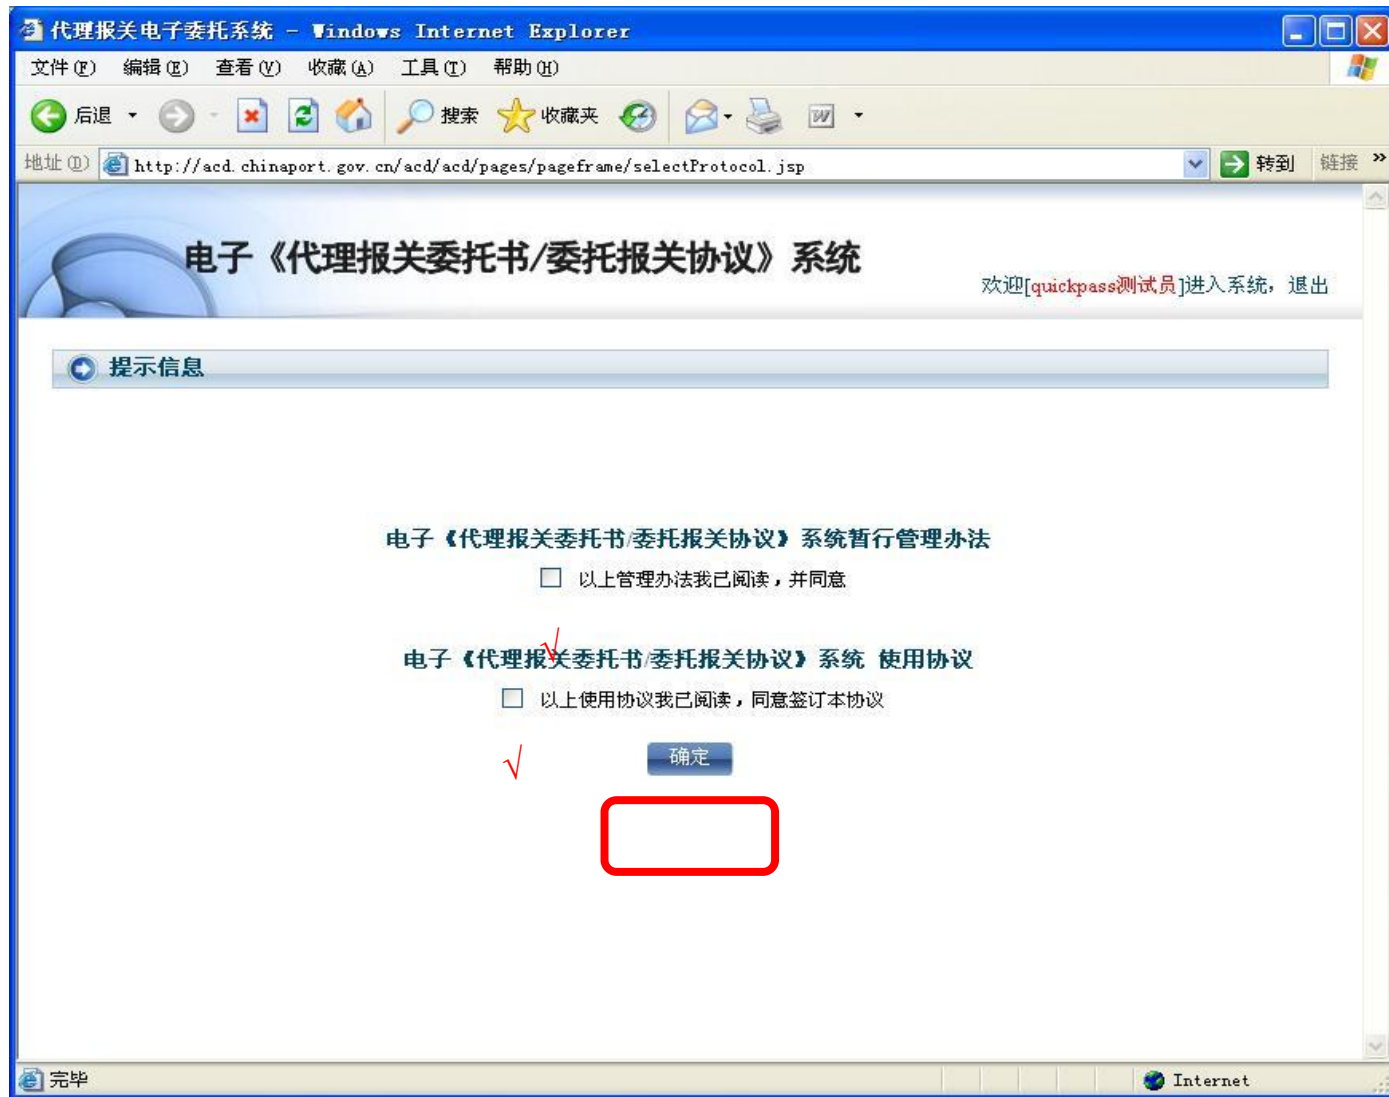 代理报关电子委托系统 - Windows Internet Explorer
文件(F) 编辑(E) 查看(V) 收藏(A) 工具(T) 帮助(H)
后退 搜索 收藏夹
地址(D) http://acd.chinaport.gov.cn/acd/acd/pages/pageframe/selectProtocol.jsp 转到 链接 »
电子《代理报关委托书/委托报关协议》系统
欢迎[quickpass测试员]进入系统，退出
提示信息
电子《代理报关委托书/委托报关协议》系统暂行管理办法
以上管理办法我已阅读，并同意
√
电子《代理报关委托书/委托报关协议》系统 使用协议
以上使用协议我已阅读，同意签订本协议
√
确定
完毕 Internet